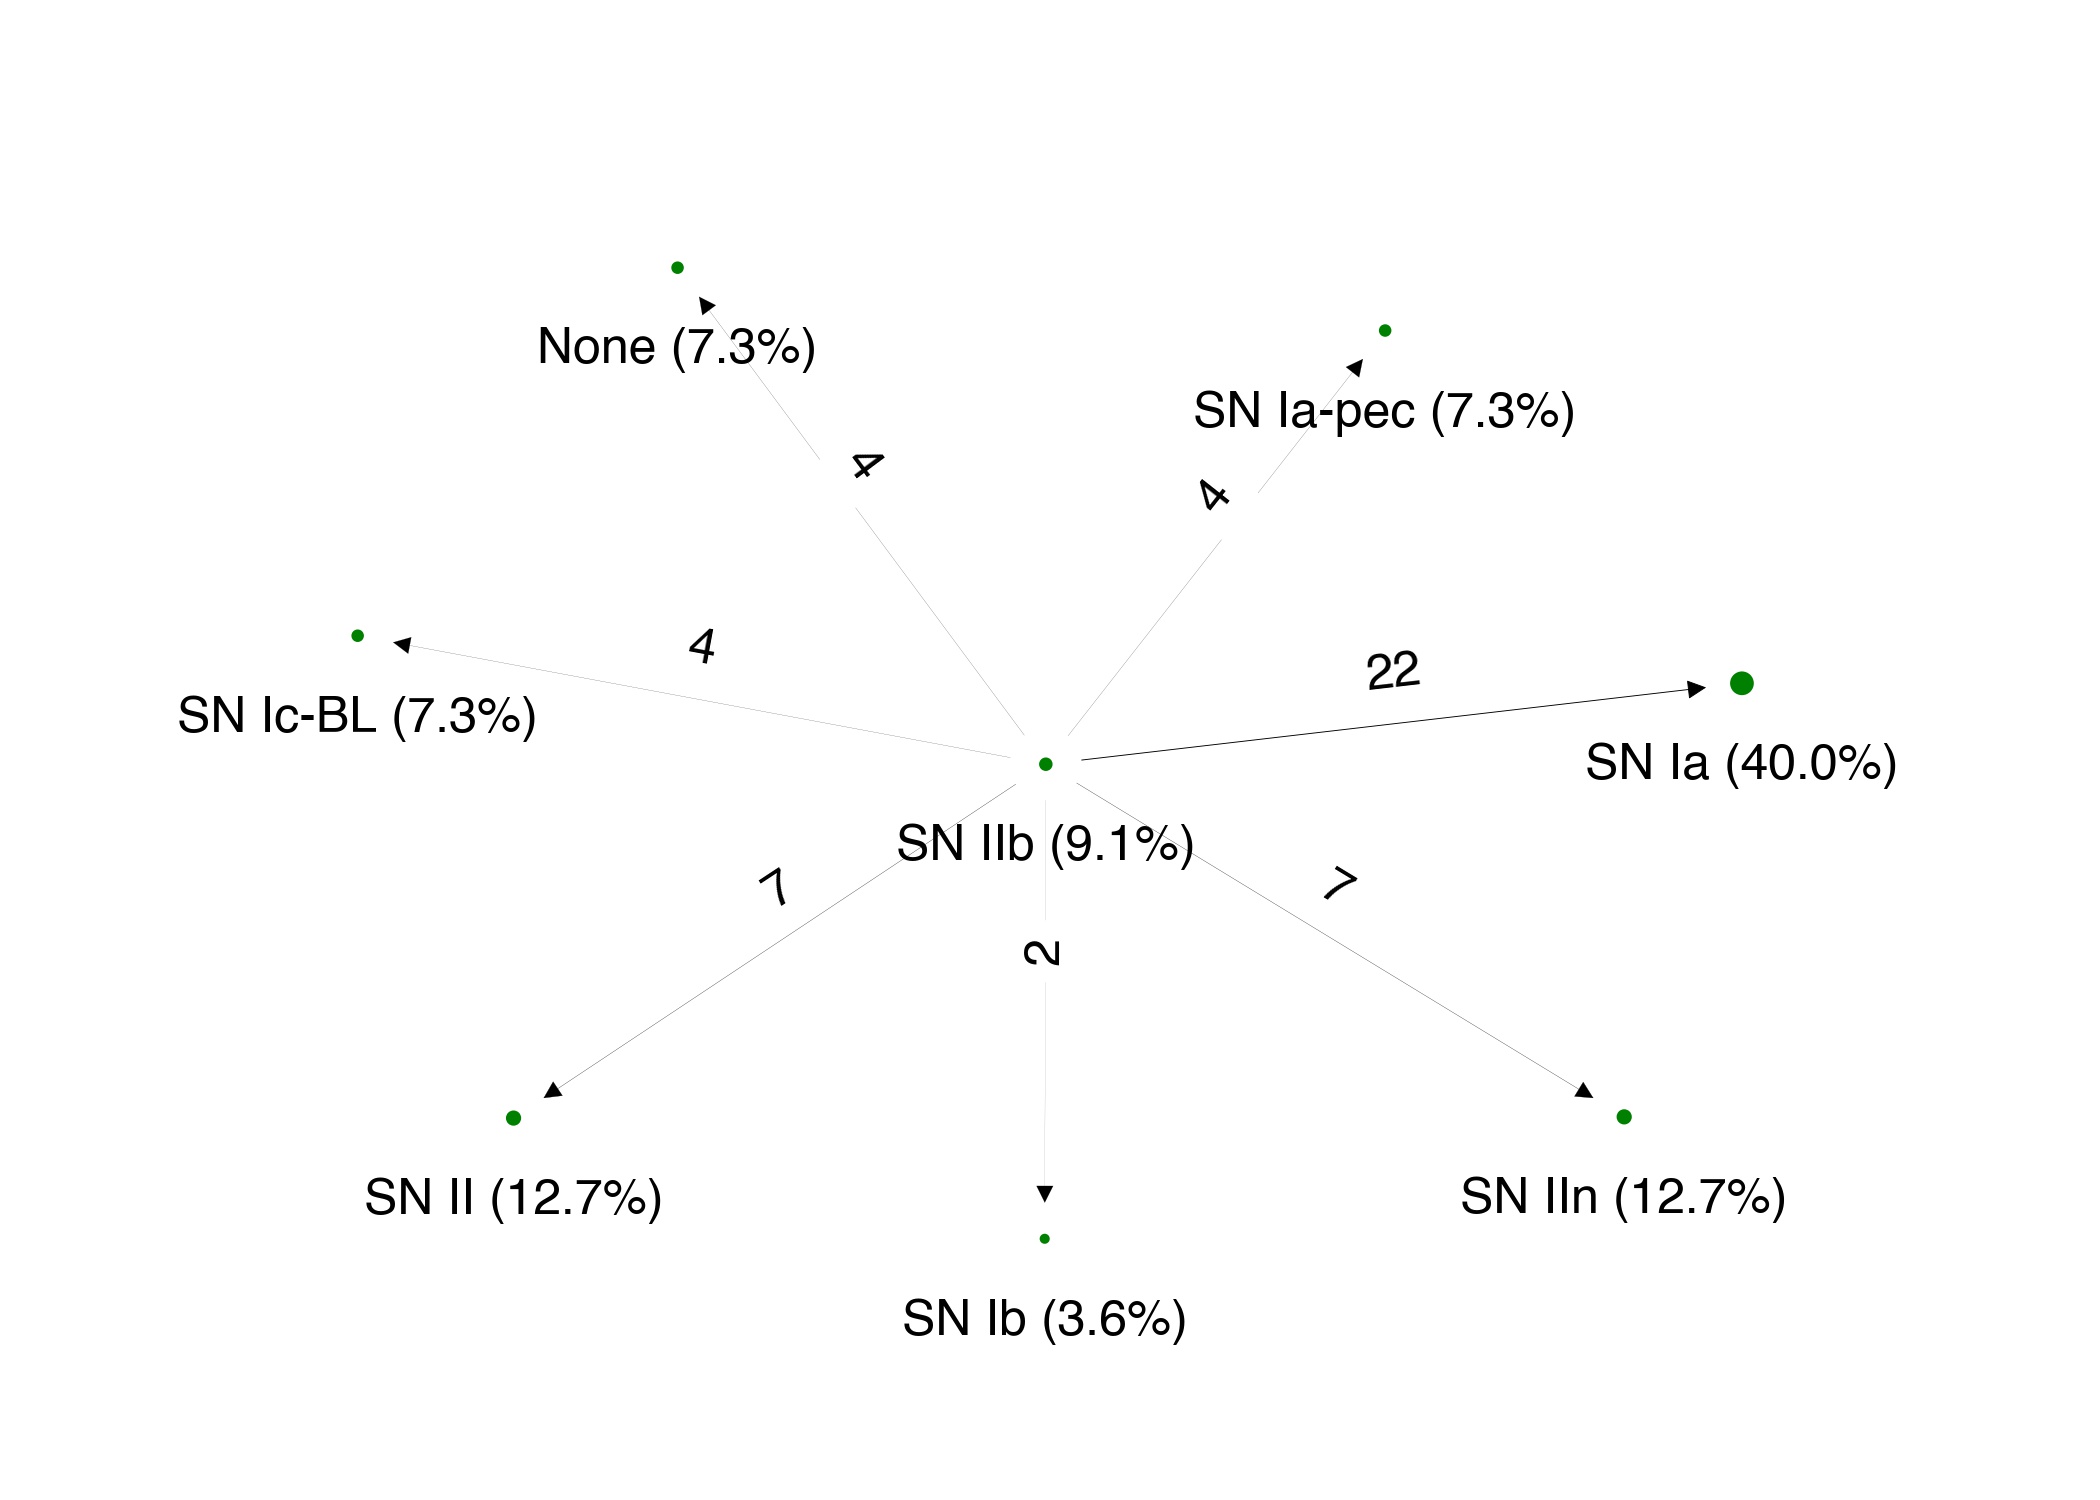 None (7.3%)
SN Ia-pec (7.3%)
4
4
4
22
SN Ic-BL (7.3%)
SN Ia (40.0%)
SN IIb (9.1%)
7
7
2
SN II (12.7%)
SN IIn (12.7%)
SN Ib (3.6%)